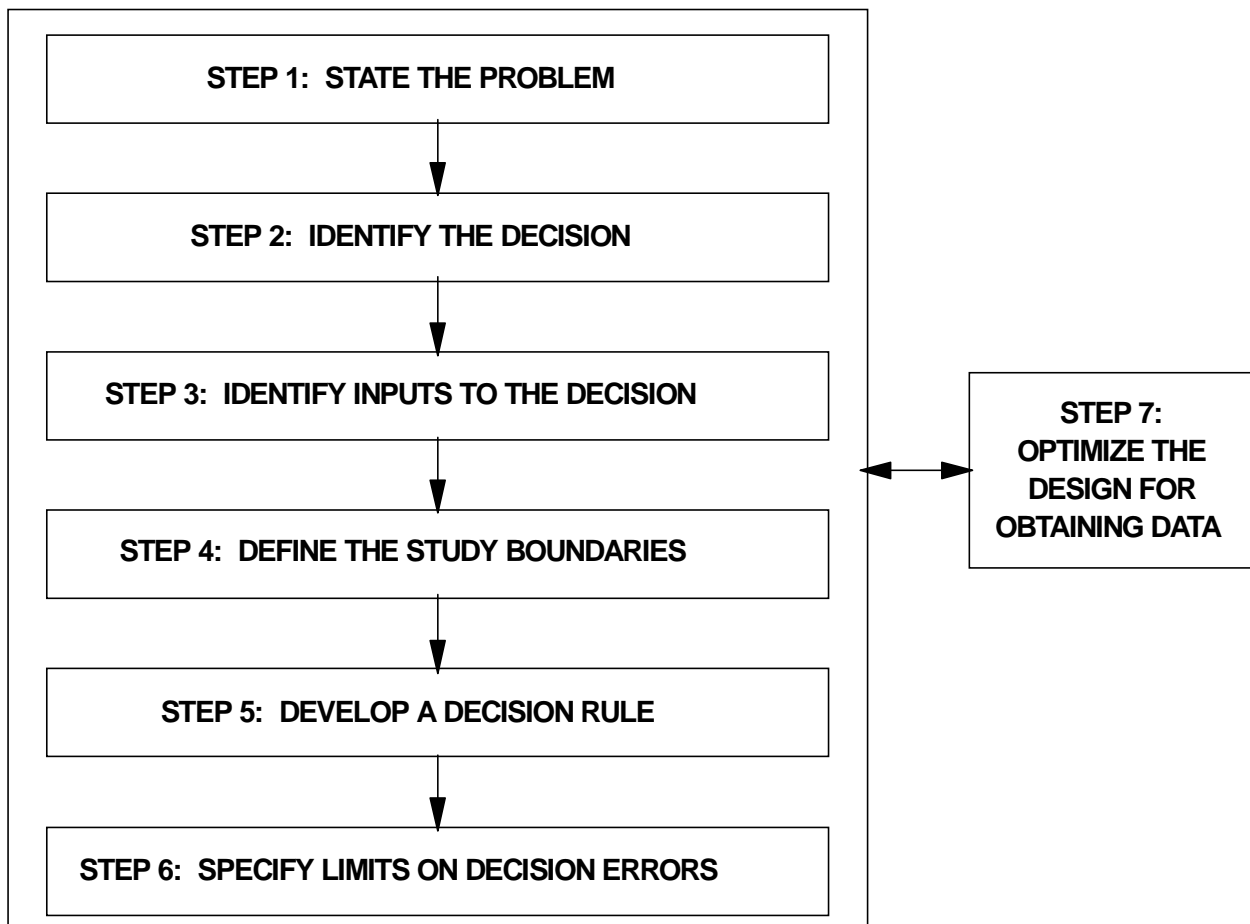 STEP 1: STATE THE PROBLEM
STEP 2: IDENTIFY THE DECISION
STEP 3: IDENTIFY INPUTS TO THE DECISION
STEP 4: DEFINE THE STUDY BOUNDARIES
STEP 5: DEVELOP A DECISION RULE
STEP 6: SPECIFY LIMITS ON DECISION ERRORS
STEP 7:
OPTIMIZE THE
DESIGN FOR
OBTAINING DATA